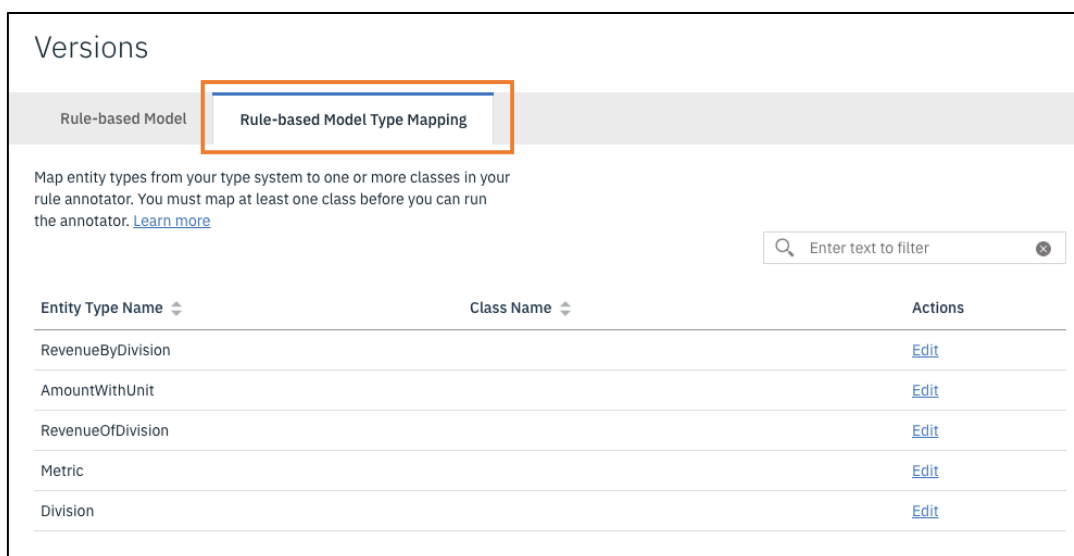 Versions
Rule-based Model
Rule-based Model Type Mapping
Map entity types from your type system to one or more classes in your
rule annotator. You must map at least one class before you can run
the annotator. Learn more
Enter text to filter
Entity Type Name Class Name Actions
RevenueByDivision Edit
AmountWithUnit Edit
RevenueOfDivision Edit
Metric Edit
Division Edit